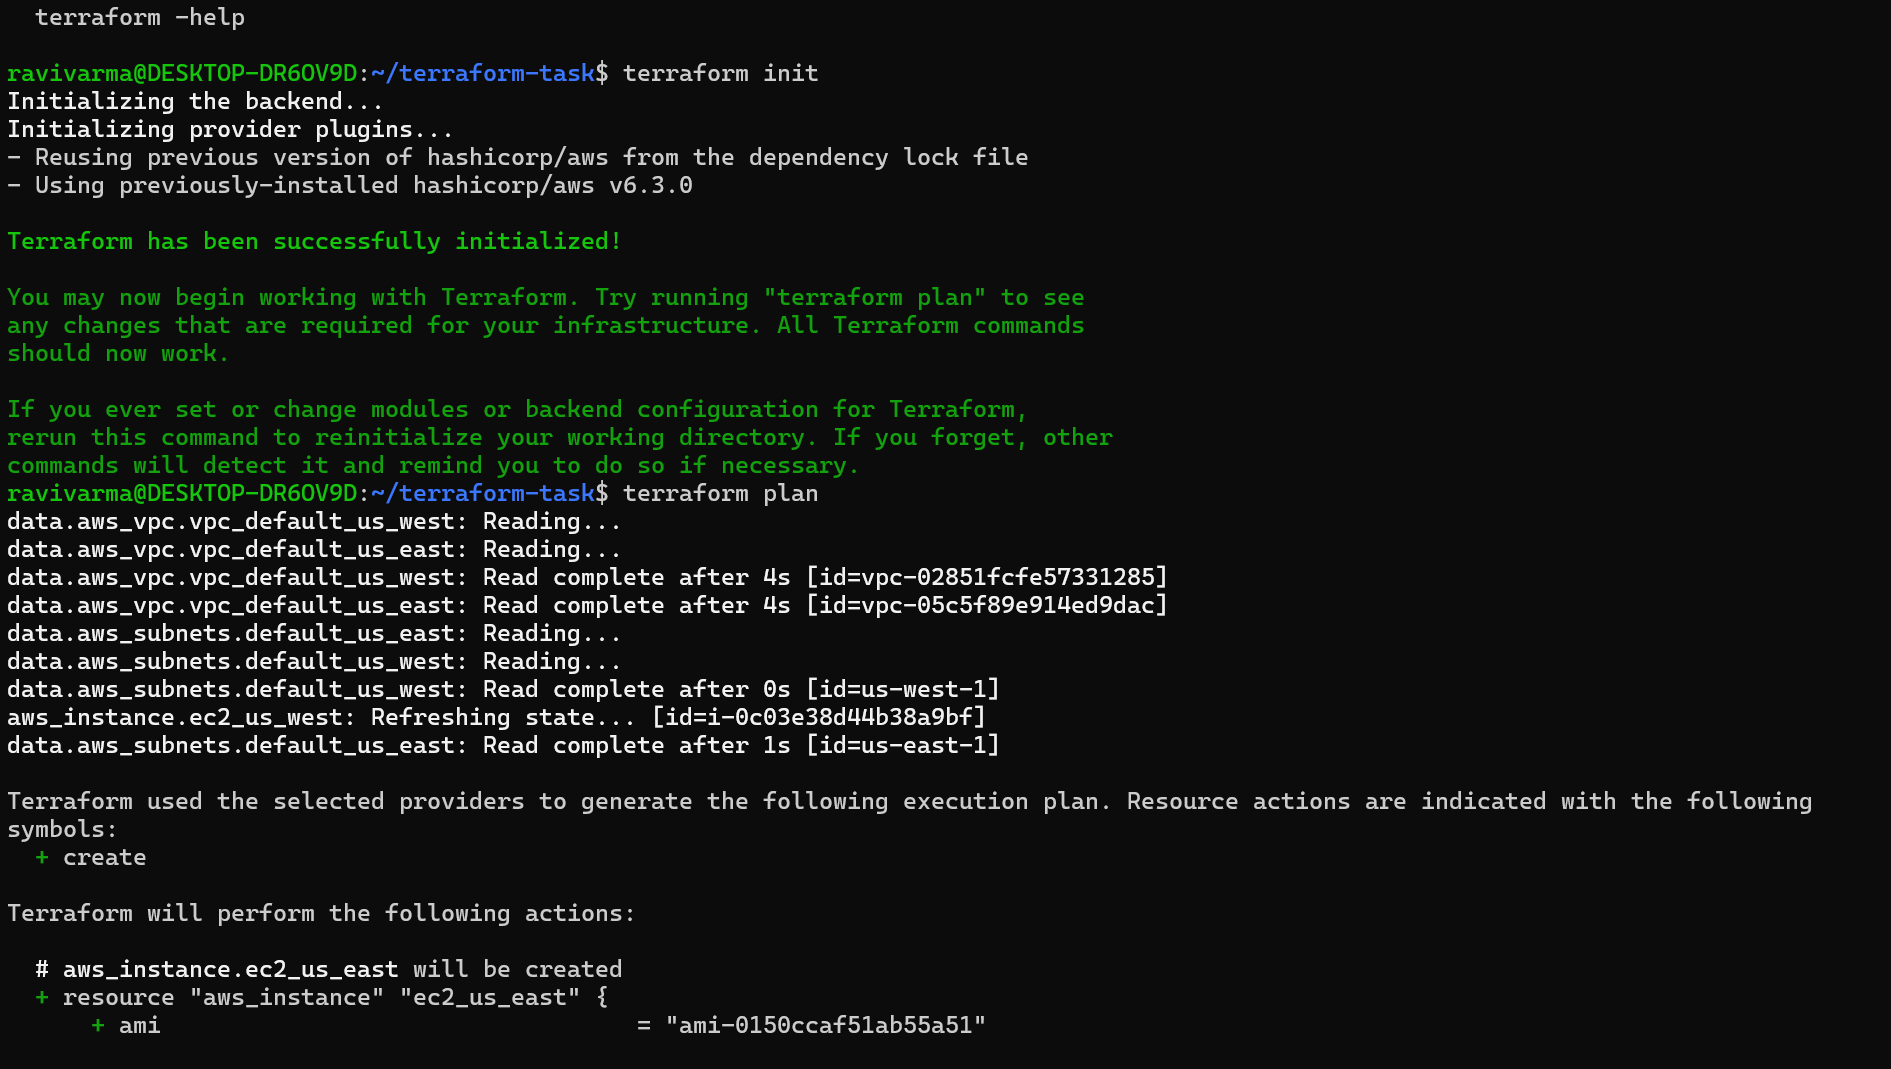 terraform -help
ravivarma@DESKTOP-DR6OV9D:~/terraform-task$ terraform init
Initializing the backend...
Initializing provider plugins...
- Reusing previous version of hashicorp/aws from the dependency lock file
- Using previously-installed hashicorp/aws v6.3.0
Terraform has been successfully initialized!
You may now begin working with Terraform. Try running "terraform plan" to see
any changes that are required for your infrastructure. All Terraform commands
should now work.
If you ever set or change modules or backend configuration for Terraform,
rerun this command to reinitialize your working directory. If you forget, other
commands will detect it and remind you to do so if necessary.
ravivarma@DESKTOP-DR6OV9D:~/terraform-task$ terraform plan
data.aws_vpc.vpc_default_us_west: Reading...
data.aws_vpc.vpc_default_us_east: Reading...
data.aws_vpc.vpc_default_us_west: Read complete after 4s [id=vpc-02851fcfe57331285]
data.aws_vpc.vpc_default_us_east: Read complete after 4s [id=vpc-05c5f89e914ed9dac]
data.aws_subnets.default_us_east: Reading...
data.aws_subnets.default_us_west: Reading...
data.aws_subnets.default_us_west: Read complete after 0s [id=us-west-1]
aws_instance.ec2_us_west: Refreshing state... [id=i-0c03e38d44b38a9bf]
data.aws_subnets.default_us_east: Read complete after 1s [id=us-east-1]
Terraform used the selected providers to generate the following execution plan. Resource actions are indicated with the following
symbols:
+ create
Terraform will perform the following actions:
# aws_instance.ec2_us_east will be created
+ resource "aws_instance" "ec2_us_east" {
+ ami = "ami-0150ccaf51ab55a51"